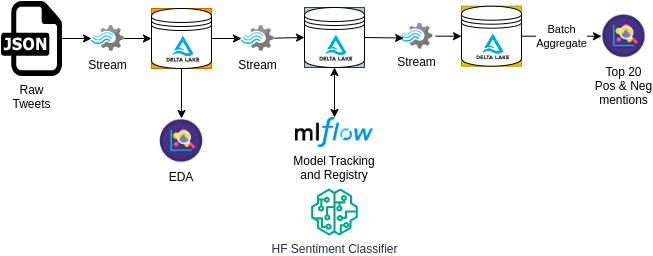 JSON
Raw
Tweets
Stream
DELTA LAKE
EDA
Stream
DELTA LAKE
mlflow
Model Tracking
and Registry
HF Sentiment Classifier
Stream
DELTA LAKE
Batch
Aggregate
Top 20
Pos & Neg
mentions